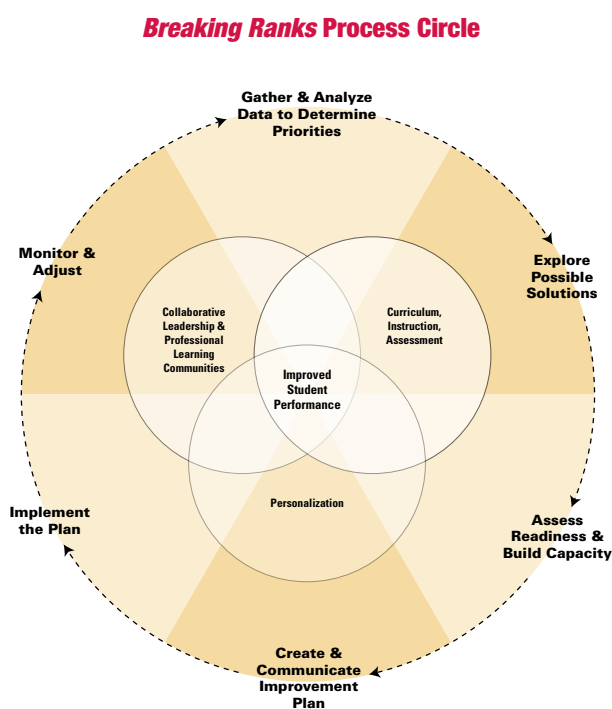 Breaking Ranks Process Circle
Gather & Analyze
Data to Determine
Priorities
Explore
Possible
Solutions
Assess
Readiness &
Build Capacity
Create &
Communicate
Improvement
Plan
Implement
the Plan
Monitor &
Adjust
Collaborative
Leadership &
Professional
Learning
Communities
Curriculum,
Instruction,
Assessment
Improved
Student
Performance
Personalization